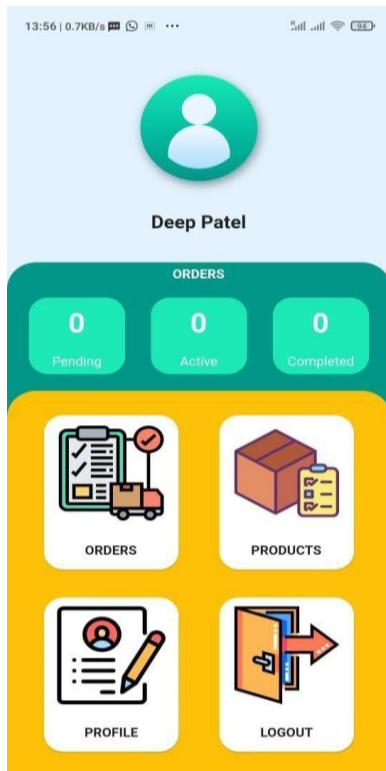 13:56 | 0.7KB/s
94
Deep Patel
ORDERS
0 0 0
Pending Active Completed
ORDERS PRODUCTS
PROFILE LOGOUT